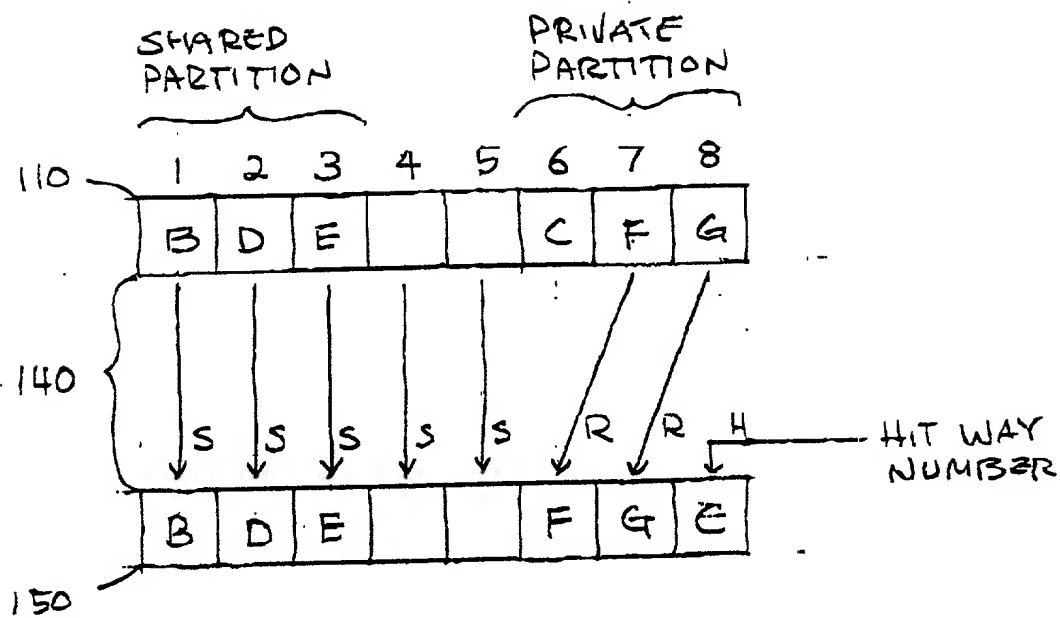 SHARED
PARTITION
PRIVATE
PARTITION
1 2 3 4 5 6 7 8
110
B D E C F G
140
S S S S S R R H
HIT WAY
NUMBER
B D E F G
150